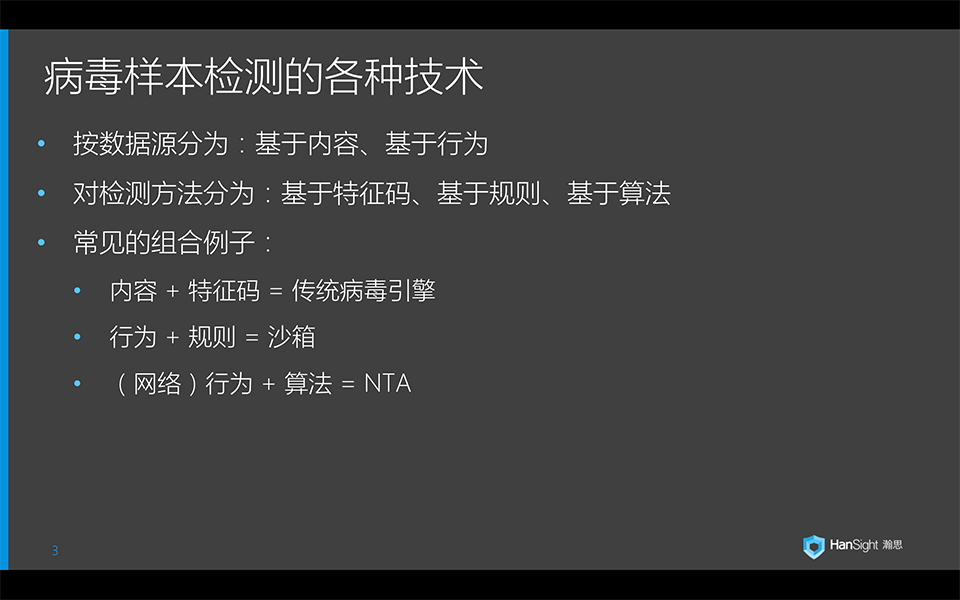 病毒样本检测的各种技术
• 按数据源分为：基于内容、基于行为
• 对检测方法分为：基于特征码、基于规则、基于算法
• 常见的组合例子：
• 内容 + 特征码 = 传统病毒引擎
• 行为 + 规则 = 沙箱
• （网络）行为 + 算法 = NTA
3
HanSight 瀚思